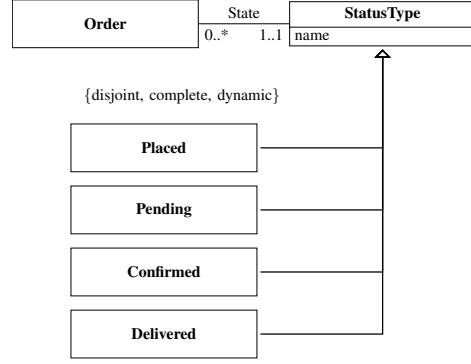 Order
State
0..* 1..1
StatusType
name
{disjoint, complete, dynamic}
Placed
Pending
Confirmed
Delivered